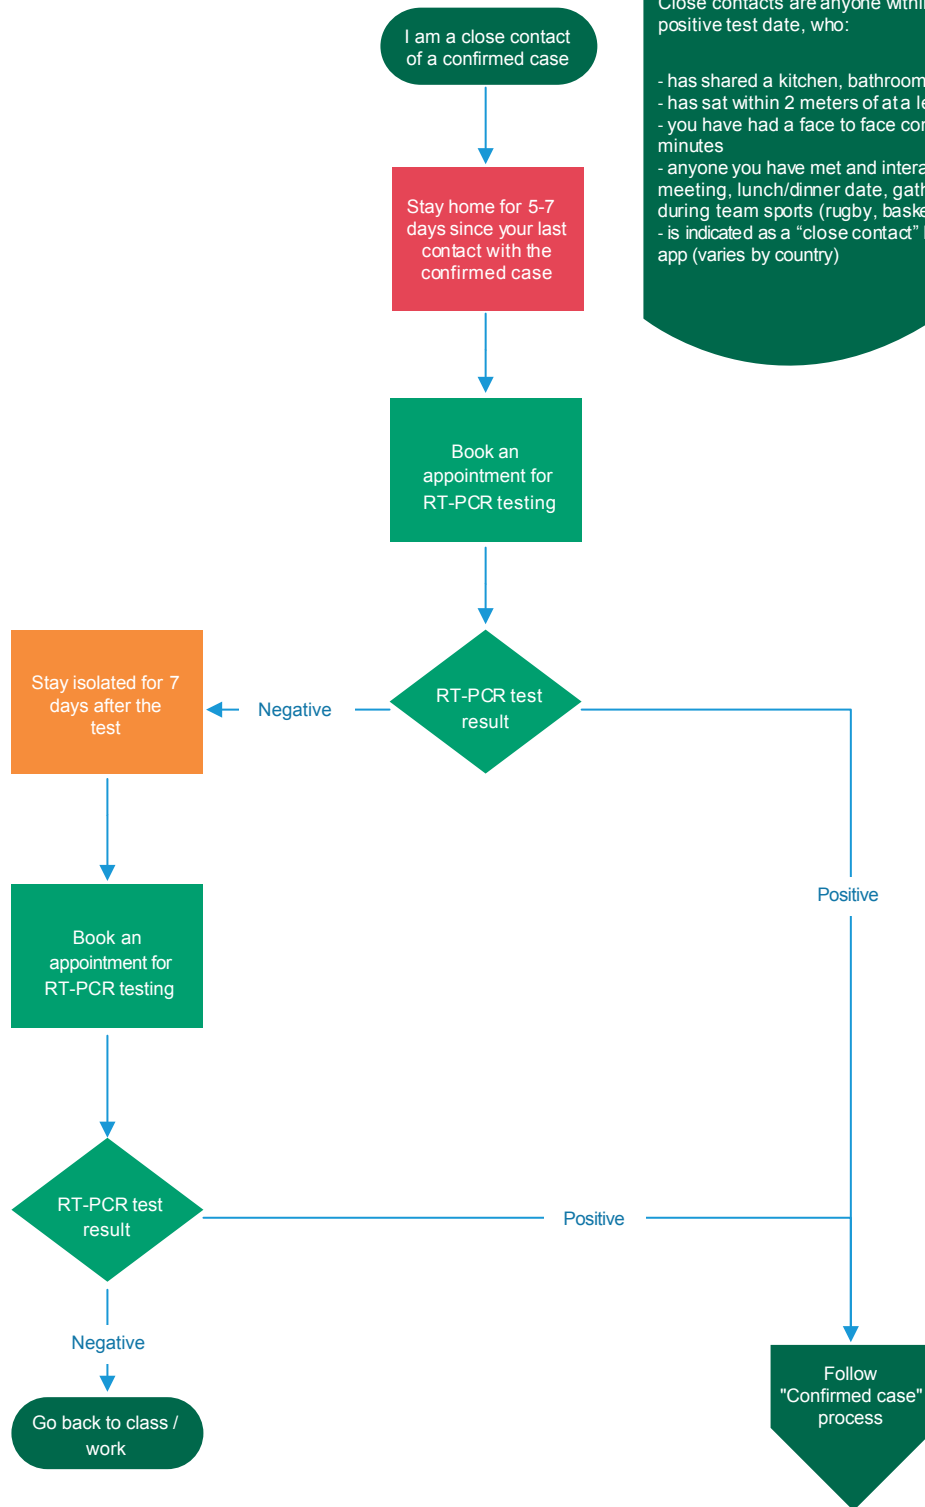 I am a close contact
of a confirmed case
Close contacts are anyone within
positive test date, who:
- has shared a kitchen, bathroom
- has sat within 2 meters of at a
- you have had a face to face
minutes
- anyone you have met and
meeting, lunch/dinner date,
during team sports (rugby,
- is indicated as a “close contact”
app (varies by country)
Stay home for 5-7
days since your last
contact with the
confirmed case
Book an
appointment for
RT-PCR testing
RT-PCR test
result
Negative
Stay isolated for 7
days after the
test
Positive
Book an
appointment for
RT-PCR testing
RT-PCR test
result
Positive
Negative
Go back to class /
work
Follow
"Confirmed case"
process